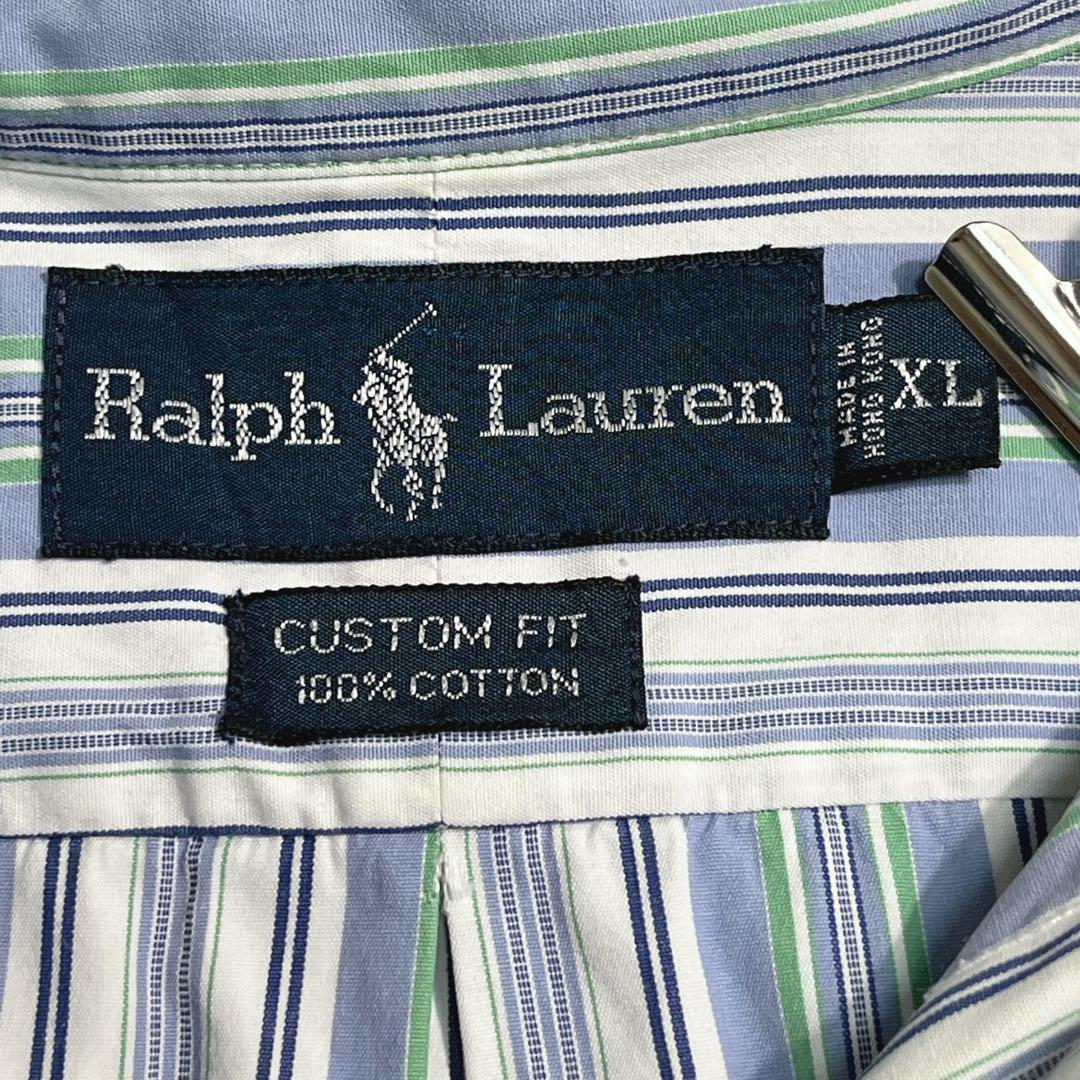 Ralph Lauren
MADE IN
HONG KONG
XL
CUSTOM FIT
100% COTTON